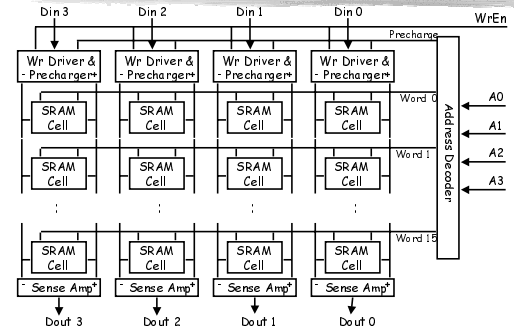 Din 3 Din 2 Din 1 Din 0
WrEn
Precharge
Wr Driver & Wr Driver & Wr Driver & Wr Driver &
- Precharger+ - Precharger+ - Precharger+ - Precharger+
Word 0
SRAM SRAM SRAM SRAM
Cell Cell Cell Cell
Word 1
SRAM SRAM SRAM SRAM
Cell Cell Cell Cell
: : : :
Word 15
SRAM SRAM SRAM SRAM
Cell Cell Cell Cell
- Sense Amp+ - Sense Amp+ - Sense Amp+ - Sense Amp+
Dout 3 Dout 2 Dout 1 Dout 0
Address Decoder
A0
A1
A2
A3